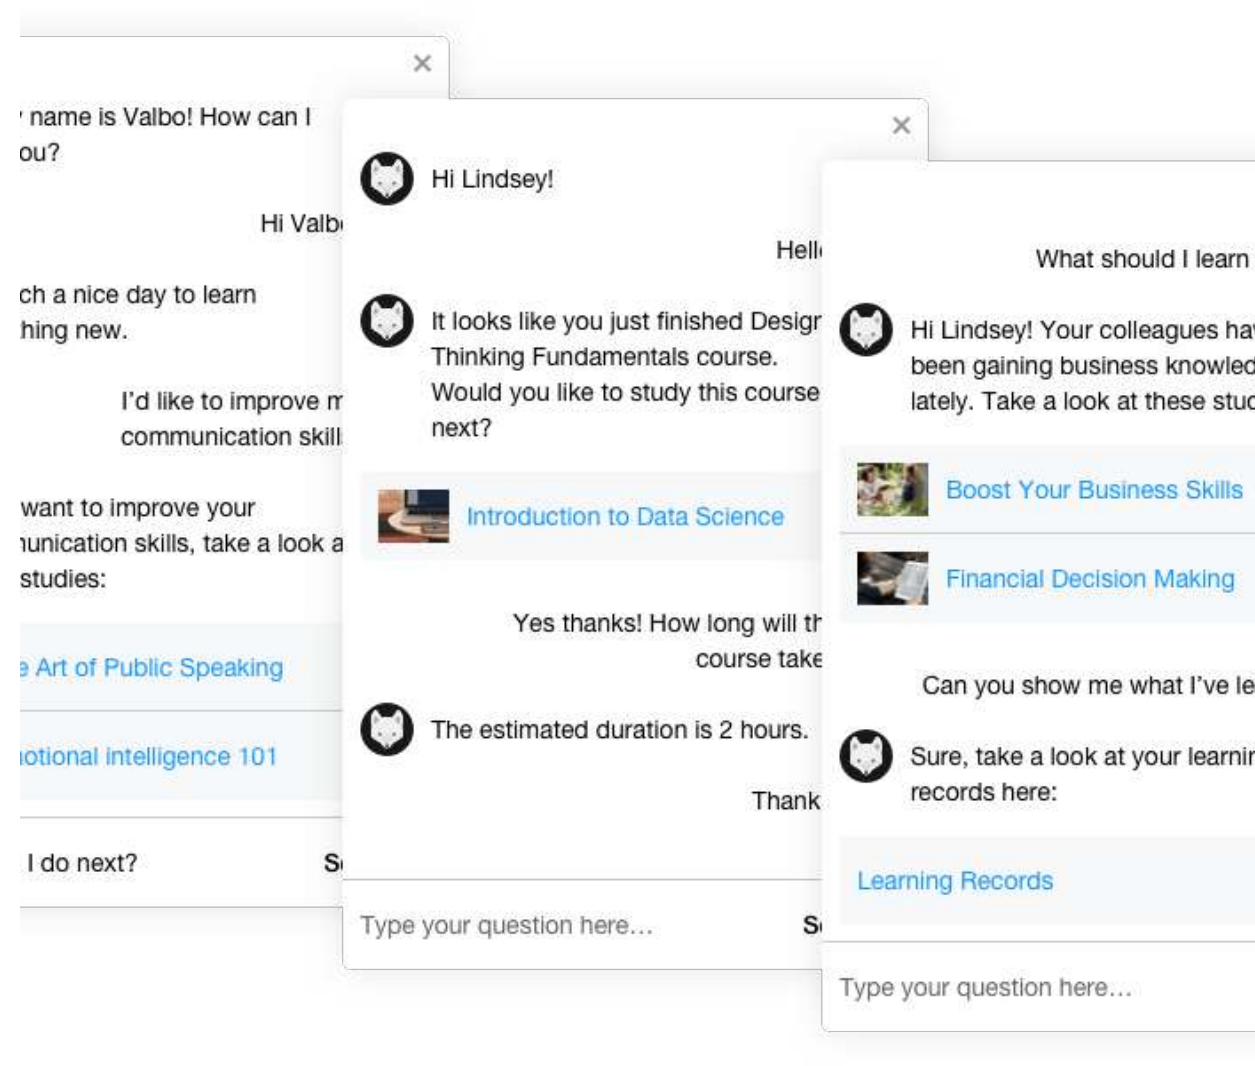 name is Valbo! How can I
ou?
Hi Valb
ch a nice day to learn
hing new.
I'd like to improve
communication skill
want to improve your
unication skills, take a look a
studies:
Art of Public Speaking
otional intelligence 101
I do next?
S
Hi Lindsey!
Hell
It looks like you just finished Design
Thinking Fundamentals course.
Would you like to study this course
next?
Introduction to Data Science
Yes thanks! How long will th
course take
The estimated duration is 2 hours.
Thank
Type your question here...
S
What should I learn
Hi Lindsey! Your colleagues hav
been gaining business knowled
lately. Take a look at these stud
Boost Your Business Skills
Financial Decision Making
Can you show me what I've le
Sure, take a look at your learnin
records here:
Learning Records
Type your question here...